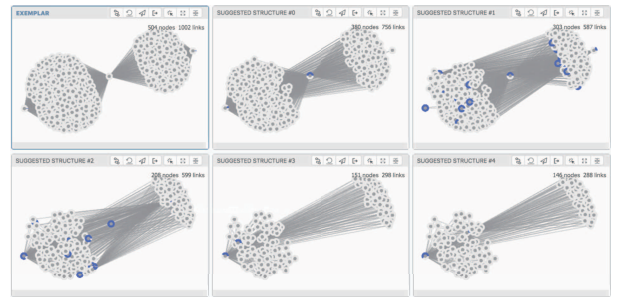 EXEMPLAR
504 nodes 1002 links
SUGGESTED STRUCTURE #0
380 nodes 756 links
SUGGESTED STRUCTURE #1
303 nodes 587 links
SUGGESTED STRUCTURE #2
208 nodes 599 links
SUGGESTED STRUCTURE #3
151 nodes 298 links
SUGGESTED STRUCTURE #4
146 nodes 288 links